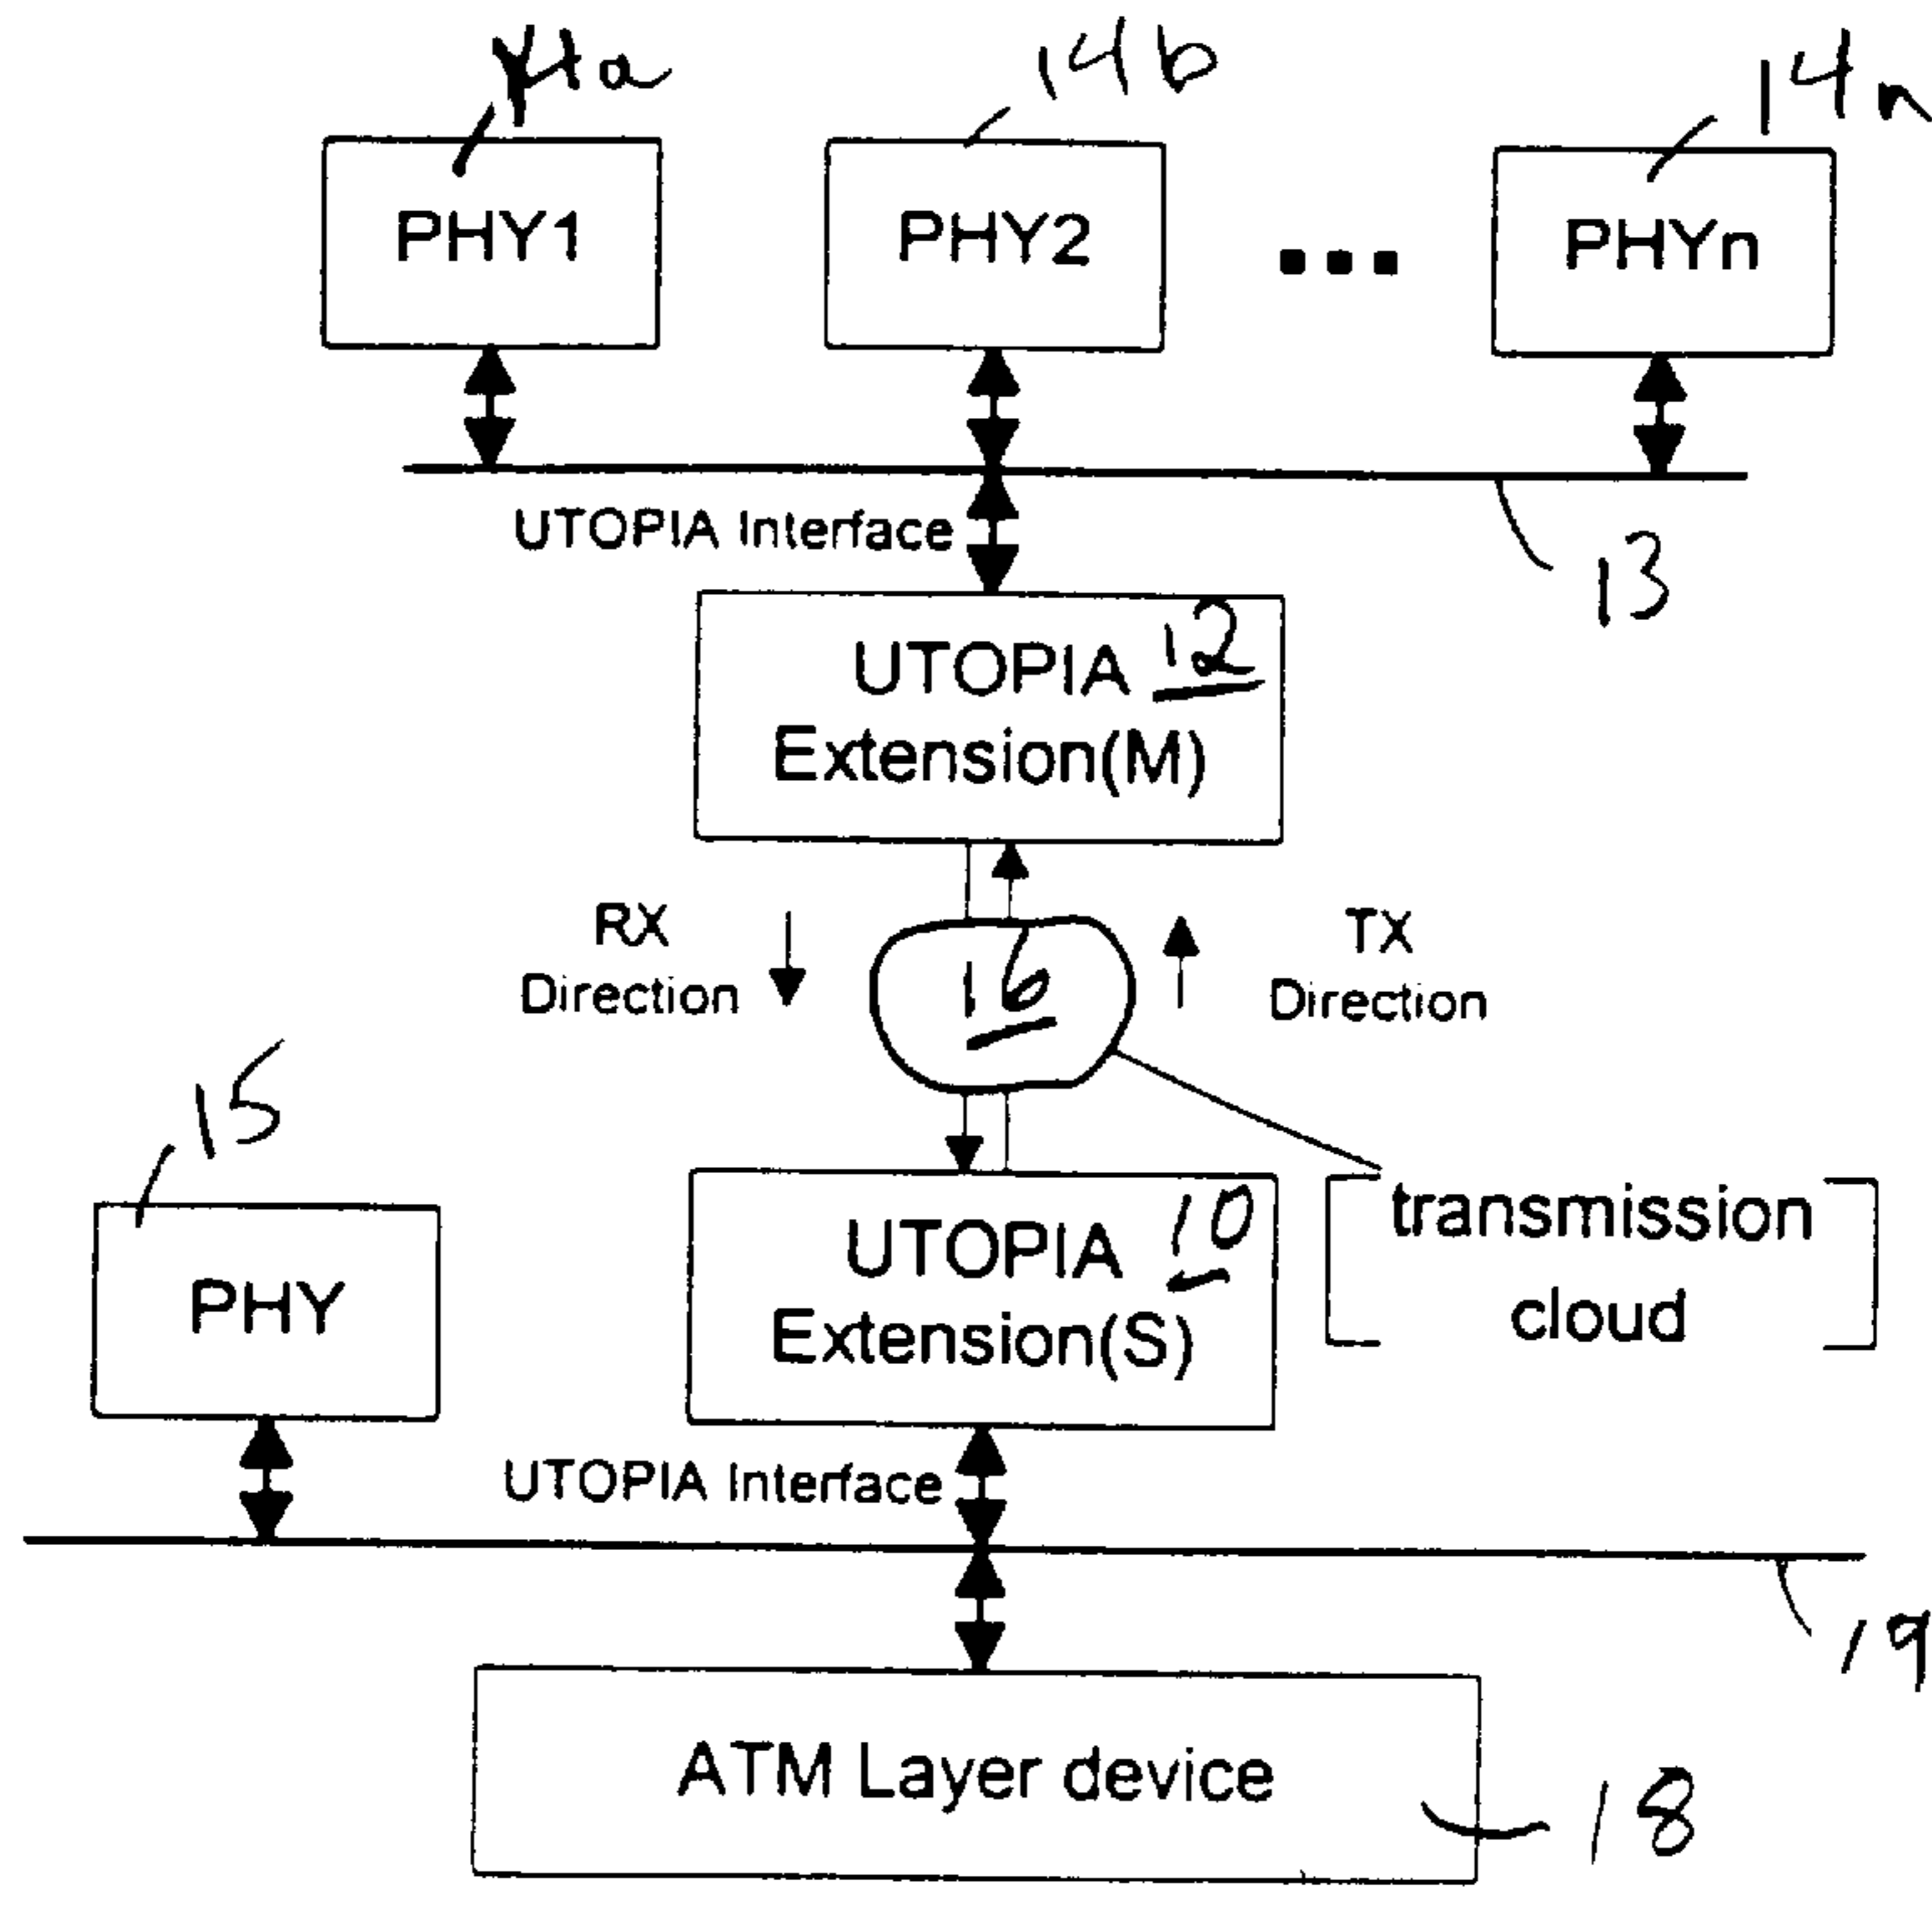 14a 14b 14n
PHY1 PHY2 ... PHYn
UTOPIA Interface
13
UTOPIA 12
Extension(M)
RX
Direction
16
TX
Direction
15
PHY
UTOPIA 10
Extension(S)
transmission
cloud
UTOPIA Interface
19
ATM Layer device
18